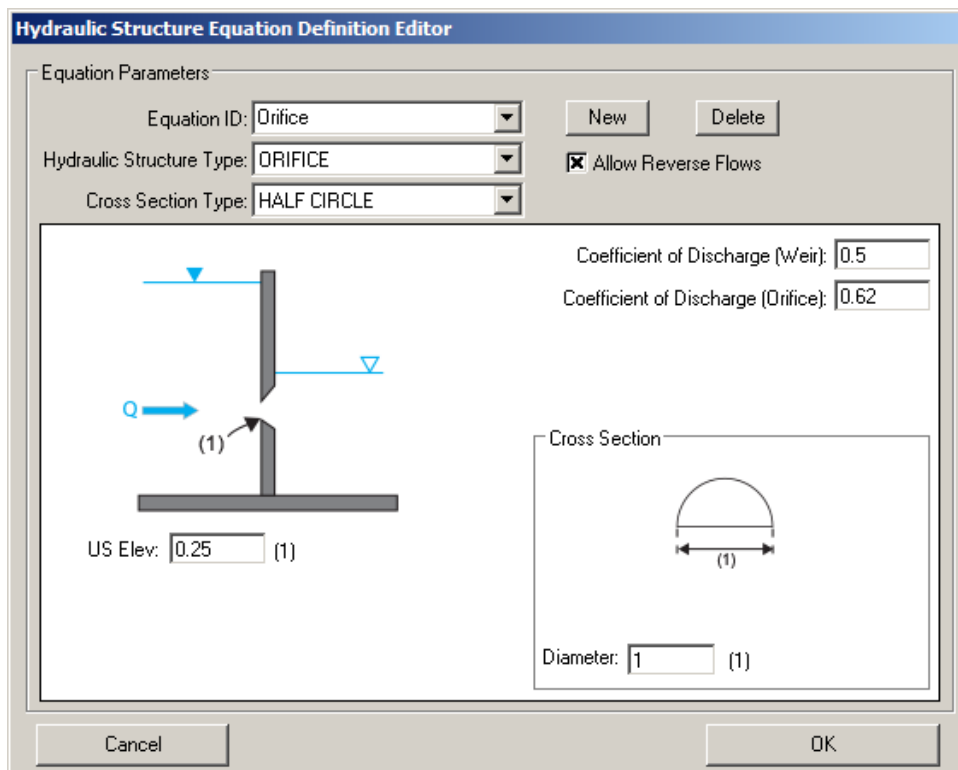 Hydraulic Structure Equation Definition Editor
Equation Parameters
Equation ID: Orifice New Delete
Hydraulic Structure Type: ORIFICE Allow Reverse Flows
Cross Section Type: HALF CIRCLE
Coefficient of Discharge (Weir): 0.5
Coefficient of Discharge (Orifice): 0.62
Q
(1)
Cross Section
(1)
US Elev: 0.25 (1)
Diameter: 1 (1)
Cancel OK